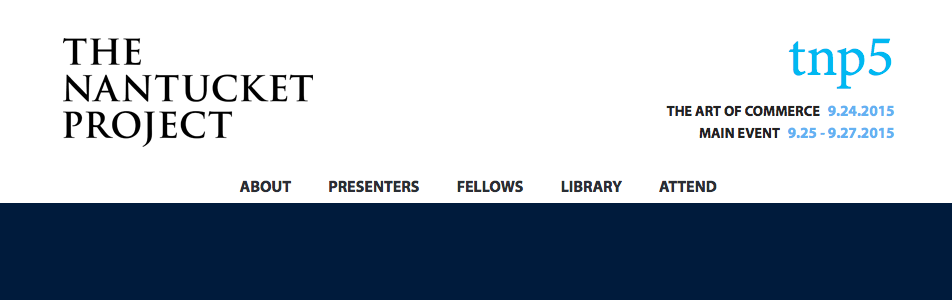 THE
NANTUCKET
PROJECT
tnp5
THE ART OF COMMERCE 9.24.2015
MAIN EVENT 9.25 - 9.27.2015
ABOUT PRESENTERS FELLOWS LIBRARY ATTEND